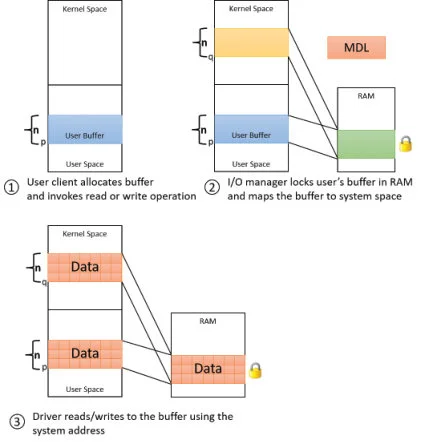 Kernel Space
n
q
n
User Buffer
p
User Space
① User client allocates buffer
and invokes read or write operation
Kernel Space
n
q
MDL
RAM
n
User Buffer
p
User Space
② I/O manager locks user's buffer in RAM
and maps the buffer to system space
Kernel Space
n
Data
q
RAM
n
Data
p
Data
User Space
③ Driver reads/writes to the buffer using the
system address